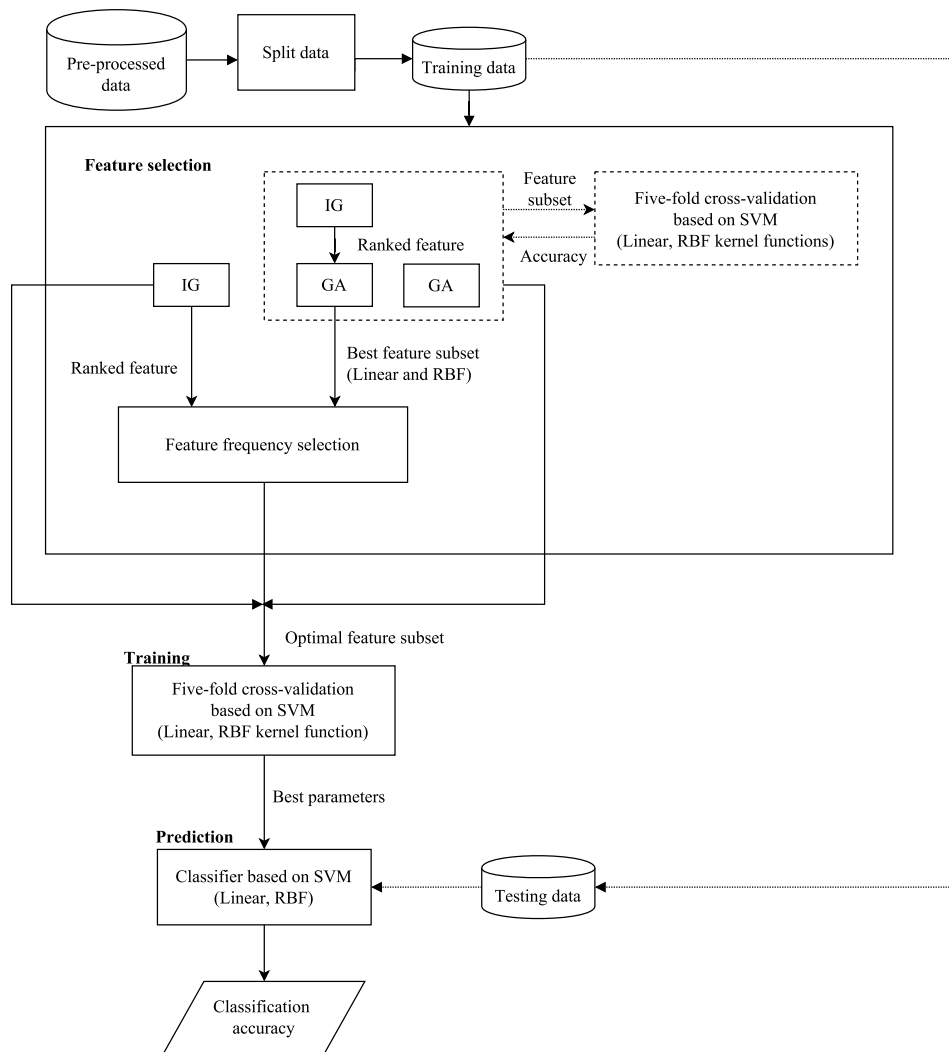 Pre-processed
data
Split data
Training data
Feature selection
IG
Ranked feature
GA
GA
Feature
subset
Accuracy
Five-fold cross-validation
based on SVM
(Linear, RBF kernel functions)
IG
Ranked feature
Best feature subset
(Linear and RBF)
Feature frequency selection
Optimal feature subset
Training
Five-fold cross-validation
based on SVM
(Linear, RBF kernel function)
Best parameters
Prediction
Classifier based on SVM
(Linear, RBF)
Testing data
Classification
accuracy